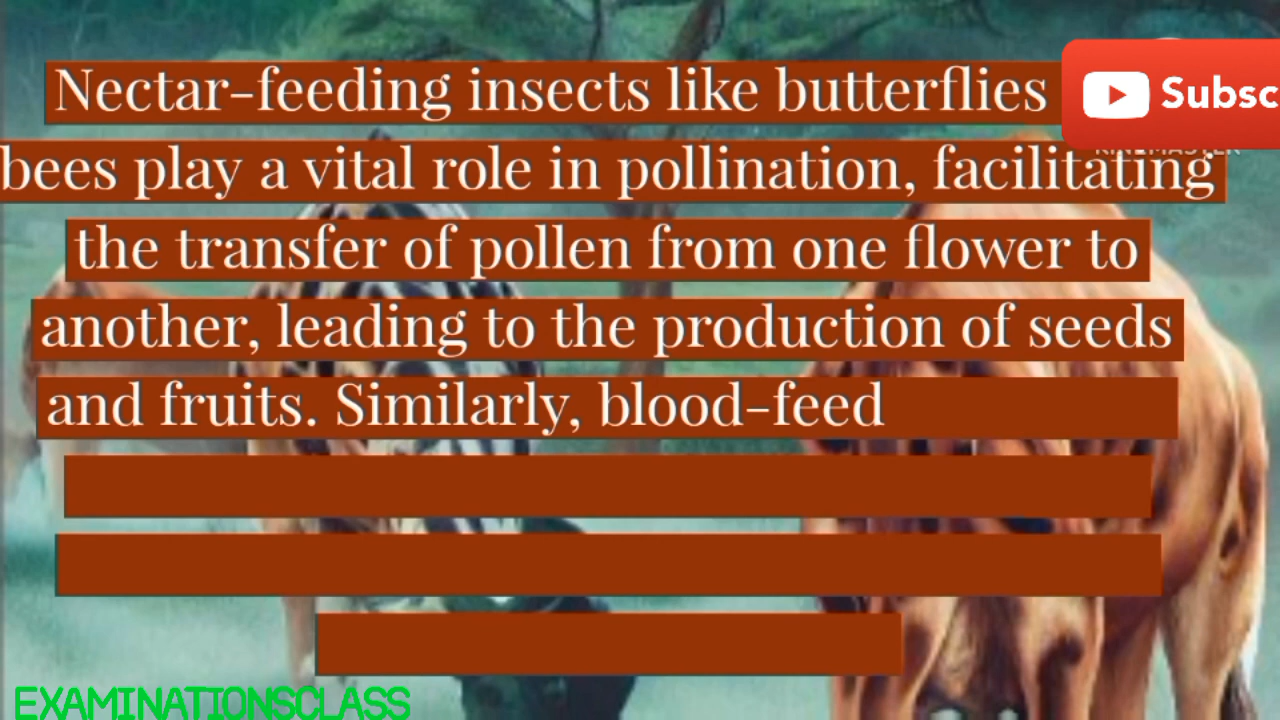 Nectar-feeding insects like butterflies
bees play a vital role in pollination, facilitating
the transfer of pollen from one flower to
another, leading to the production of seeds
and fruits. Similarly, blood-feed
Subsc
KINEMASTER
EXAMINATIONSCLASS